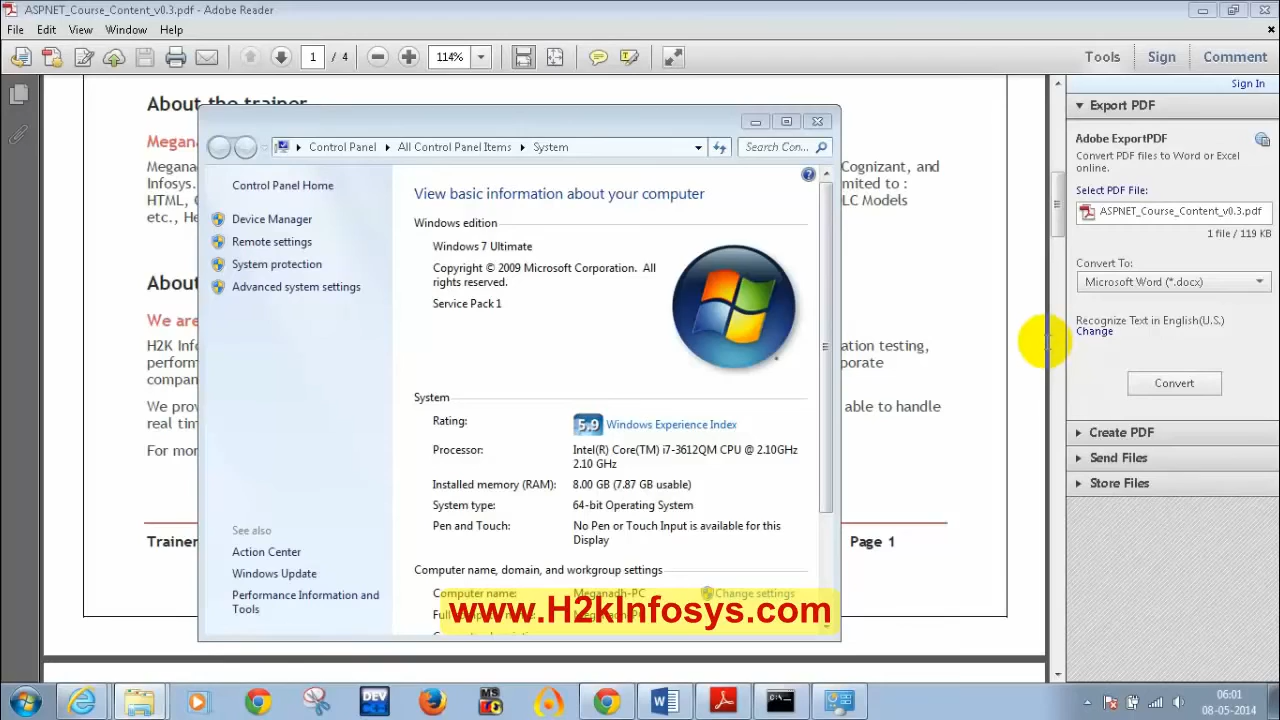 ASPNET_Course_Content_v0.3.pdf - Adobe Reader
File Edit View Window Help
1 / 4 114% Tools Sign Comment
Sign In
About the trainer
Megana
Meganad
Infosys.
HTML, C
etc., He
Cognizant, and
mited to :
LC Models
About
We are
H2K Info
perform
compan
ation testing,
porate
We prov
real tim
able to handle
For mor
Trainer
Page 1
Control Panel All Control Panel Items System Search Con...
Control Panel Home
Device Manager
Remote settings
System protection
Advanced system settings
See also
Action Center
Windows Update
Performance Information and
Tools
View basic information about your computer
Windows edition
Windows 7 Ultimate
Copyright © 2009 Microsoft Corporation. All
rights reserved.
Service Pack 1
System
Rating: 5.9 Windows Experience Index
Processor: Intel(R) Core(TM) i7-3612QM CPU @ 2.10GHz
2.10 GHz
Installed memory (RAM): 8.00 GB (7.87 GB usable)
System type: 64-bit Operating System
Pen and Touch: No Pen or Touch Input is available for this
Display
Computer name, domain, and workgroup settings
Computer name: Meganadh-PC Change settings
www.H2kInfosys.com
Export PDF
Adobe ExportPDF
Convert PDF files to Word or Excel
online.
Select PDF File:
ASPNET_Course_Content_v0.3.pdf
1 file / 119 KB
Convert To:
Microsoft Word (*.docx)
Recognize Text in English(U.S.)
Change
Convert
Create PDF
Send Files
Store Files
DEV
MS
06:01
08-05-2014